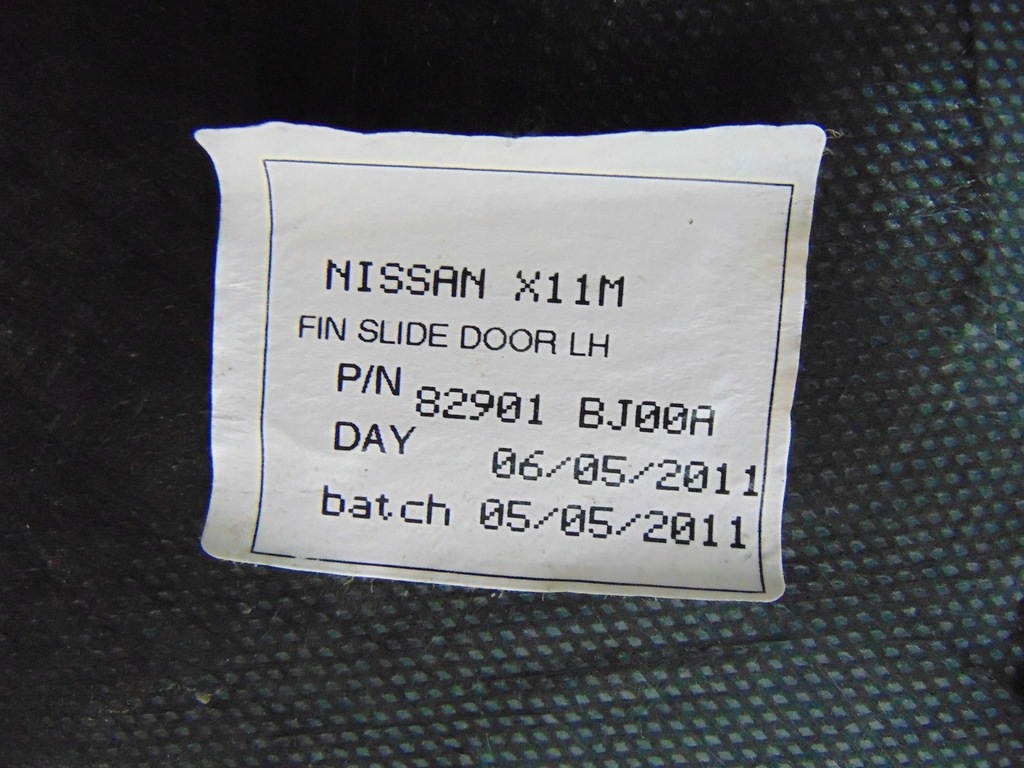 NISSAN X11M
FIN SLIDE DOOR LH
P/N 82901 BJ00A
DAY 06/05/2011
batch 05/05/2011